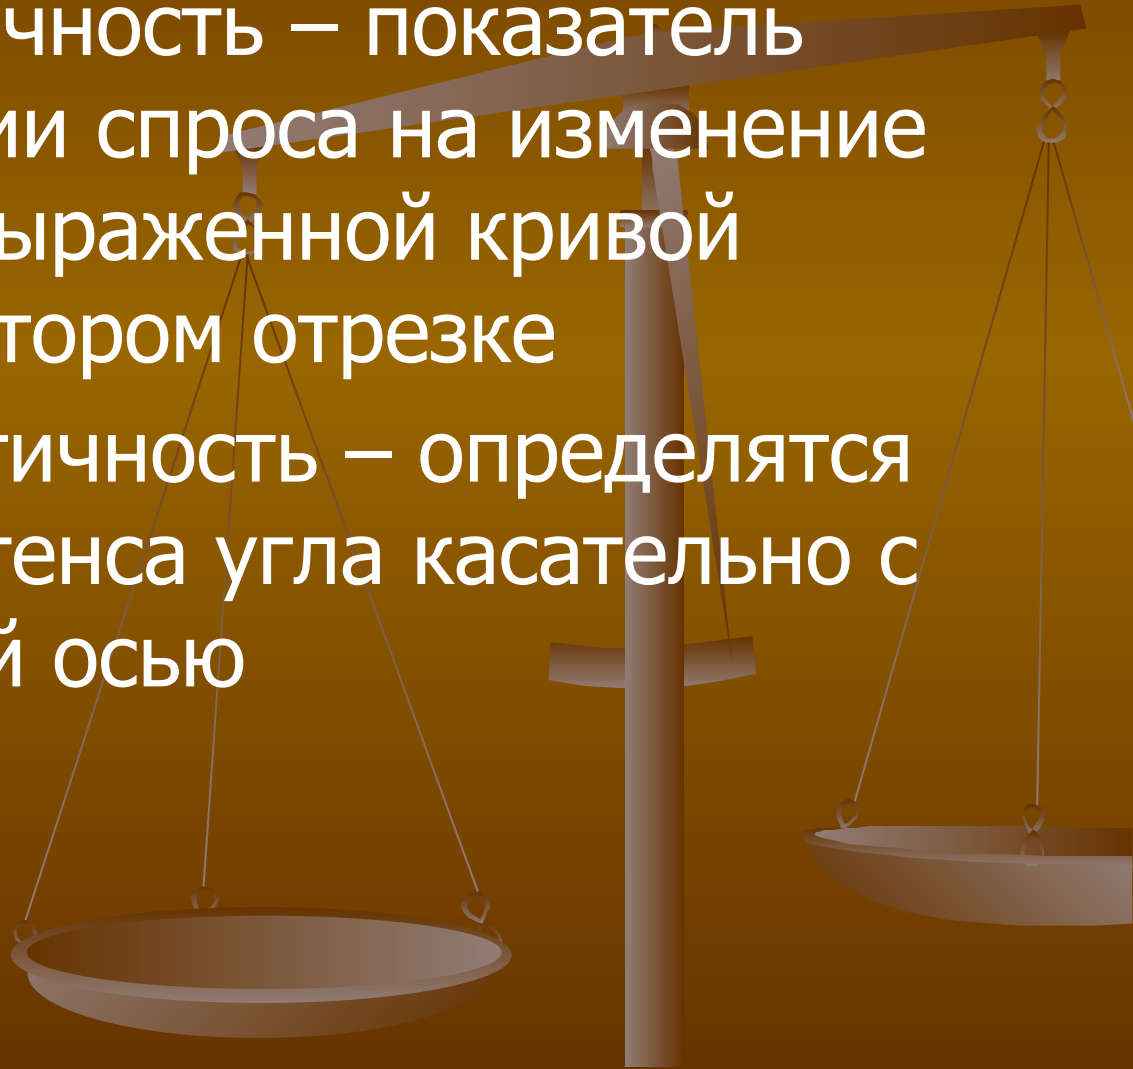 чность – показатель
ии спроса на изменение
ыраженной кривой
тором отрезке
тичность – определятся
тенса угла касательно с
й осью